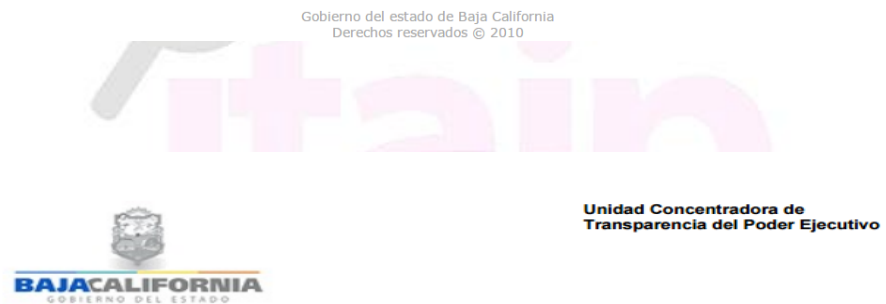 Gobierno del estado de Baja California
Derechos reservados © 2010
itaip
Unidad Concentradora de
Transparencia del Poder Ejecutivo
BAJACALIFORNIA
GOBIERNO DEL ESTADO